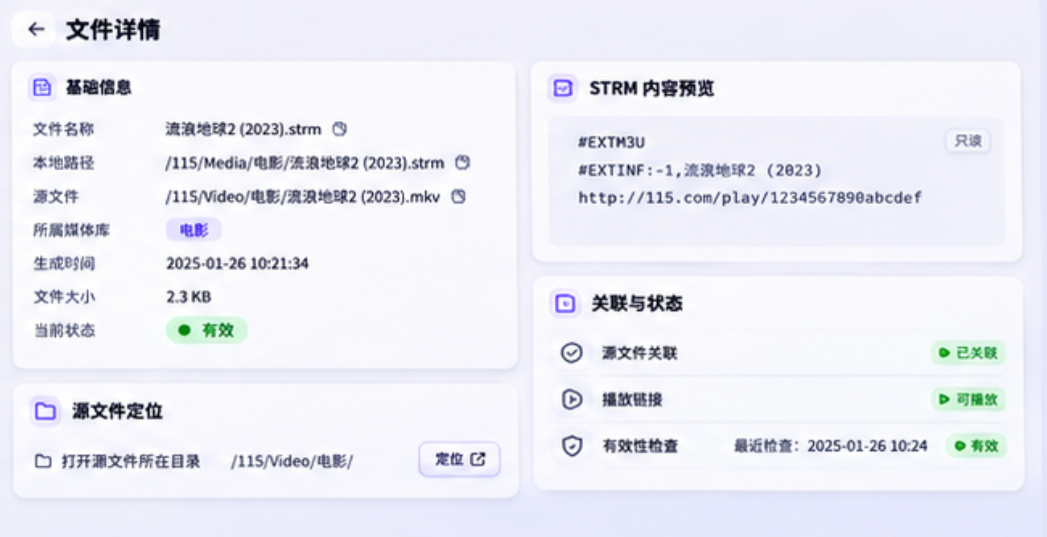 文件详情
基础信息
文件名称 流浪地球2 (2023).strm
本地路径 /115/Media/电影/流浪地球2 (2023).strm
源文件 /115/Video/电影/流浪地球2 (2023).mkv
所属媒体库 电影
生成时间 2025-01-26 10:21:34
文件大小 2.3 KB
当前状态 有效
源文件定位
打开源文件所在目录 /115/Video/电影/ 定位
STRM 内容预览
#EXTM3U 只读
#EXTINF:-1,流浪地球2 (2023)
http://115.com/play/1234567890abcdef
关联与状态
源文件关联 已关联
播放链接 可播放
有效性检查 最近检查：2025-01-26 10:24 有效